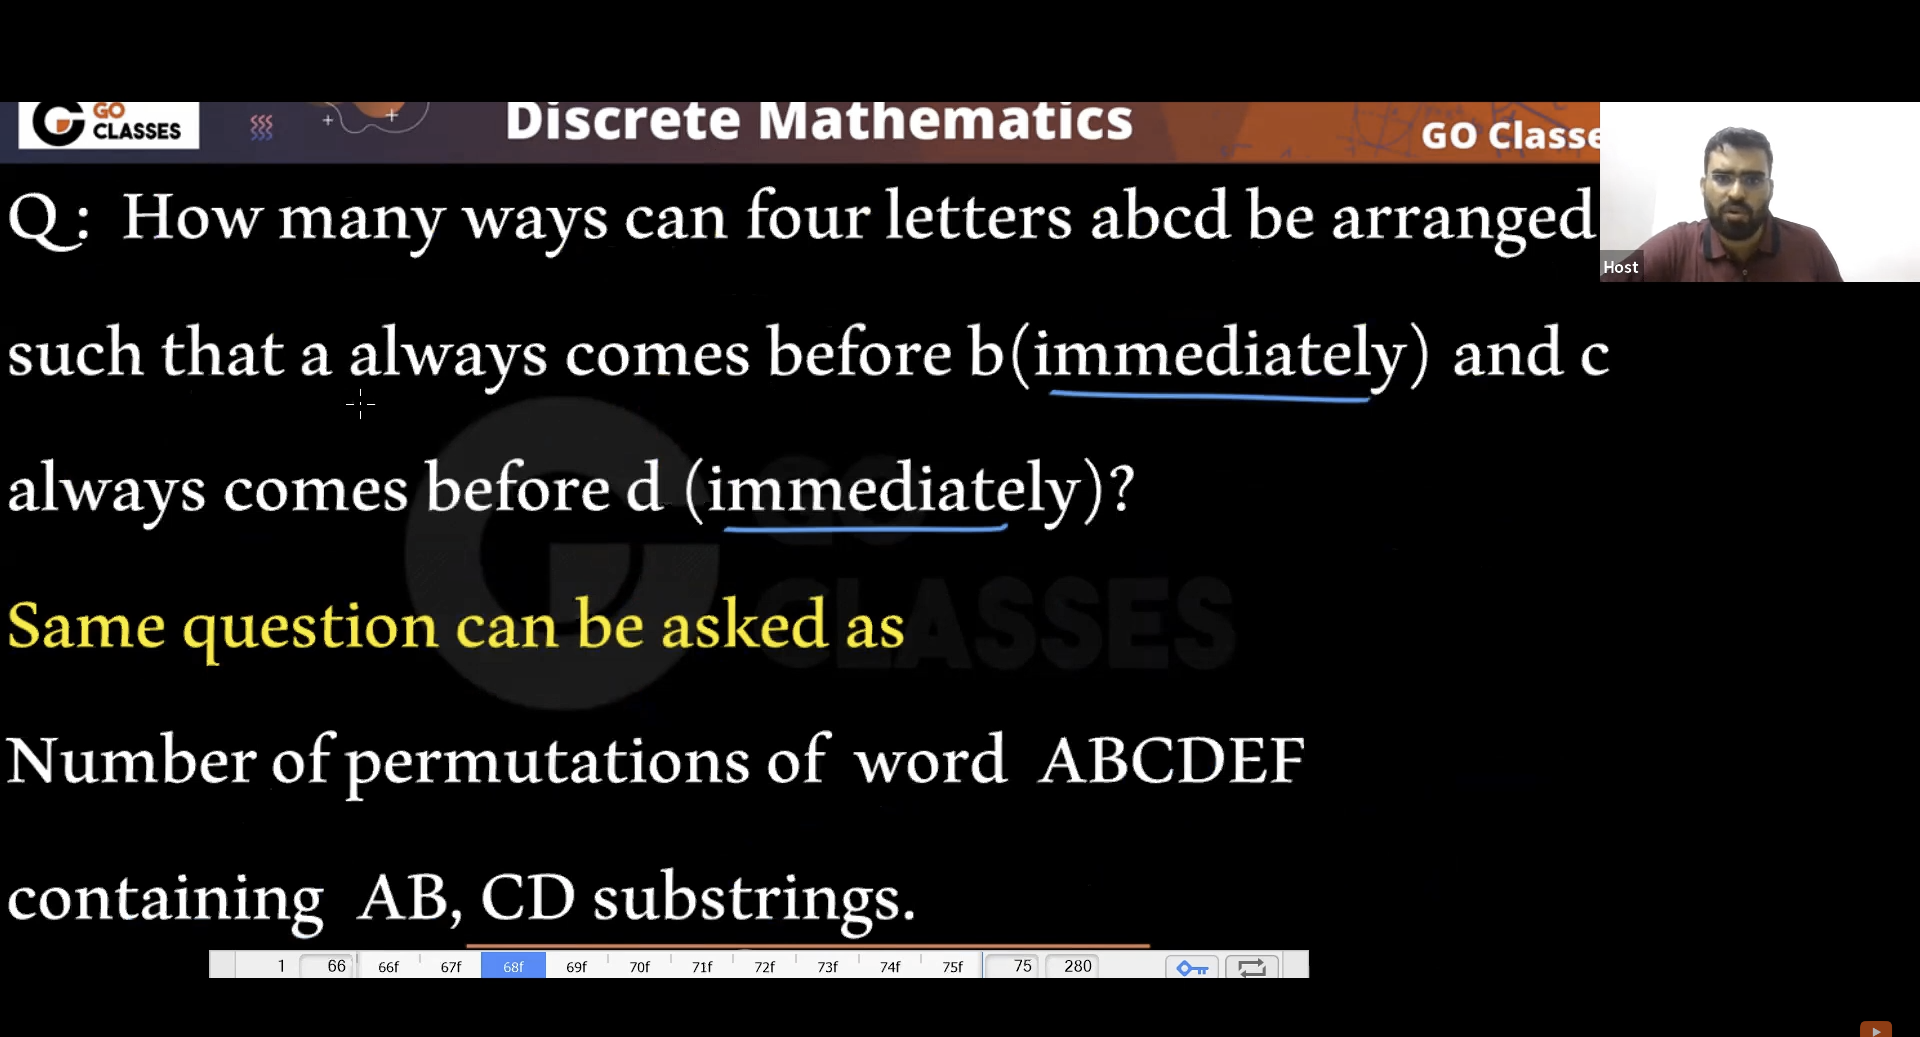 GO
CLASSES
Discrete Mathematics
GO Classe
Host
Q : How many ways can four letters abcd be arranged
such that a always comes before b(immediately) and c
always comes before d (immediately)?
GO
CLASSES
Same question can be asked as
Number of permutations of word ABCDEF
containing AB, CD substrings.
1 66 66f 67f 68f 69f 70f 71f 72f 73f 74f 75f 75 280